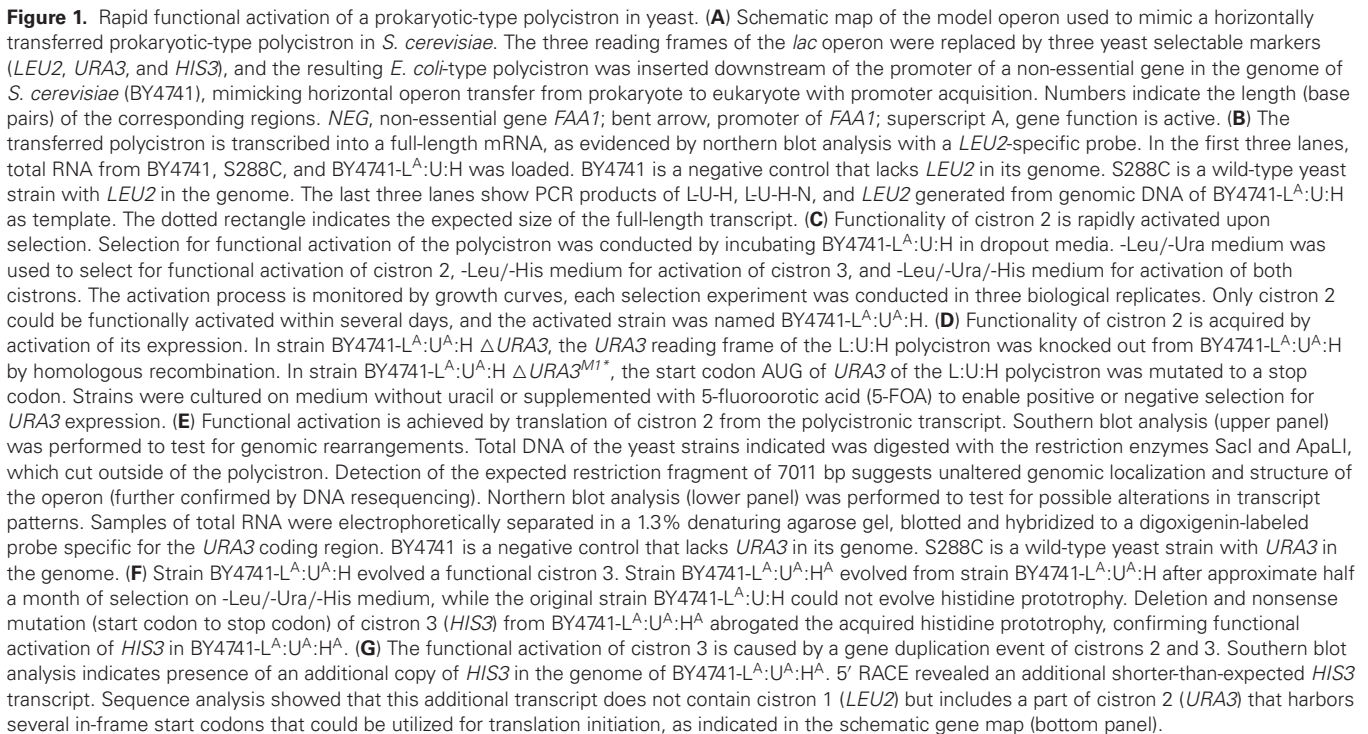 Figure 1. Rapid functional activation of a prokaryotic-type polycistron in yeast. (A) Schematic map of the model operon used to mimic a horizontally
transferred prokaryotic-type polycistron in S. cerevisiae. The three reading frames of the lac operon were replaced by three yeast selectable markers
(LEU2, URA3, and HIS3), and the resulting E. coli-type polycistron was inserted downstream of the promoter of a non-essential gene in the genome of
S. cerevisiae (BY4741), mimicking horizontal operon transfer from prokaryote to eukaryote with promoter acquisition. Numbers indicate the length (base
pairs) of the corresponding regions. NEG, non-essential gene FAA1; bent arrow, promoter of FAA1; superscript A, gene function is active. (B) The
transferred polycistron is transcribed into a full-length mRNA, as evidenced by northern blot analysis with a LEU2-specific probe. In the first three lanes,
total RNA from BY4741, S288C, and BY4741-Lᴬ:U:H was loaded. BY4741 is a negative control that lacks LEU2 in its genome. S288C is a wild-type yeast
strain with LEU2 in the genome. The last three lanes show PCR products of L-U-H, L-U-H-N, and LEU2 generated from genomic DNA of BY4741-Lᴬ:U:H
as template. The dotted rectangle indicates the expected size of the full-length transcript. (C) Functionality of cistron 2 is rapidly activated upon
selection. Selection for functional activation of the polycistron was conducted by incubating BY4741-Lᴬ:U:H in dropout media. -Leu/-Ura medium was
used to select for functional activation of cistron 2, -Leu/-His medium for activation of cistron 3, and -Leu/-Ura/-His medium for activation of both
cistrons. The activation process is monitored by growth curves, each selection experiment was conducted in three biological replicates. Only cistron 2
could be functionally activated within several days, and the activated strain was named BY4741-Lᴬ:Uᴬ:H. (D) Functionality of cistron 2 is acquired by
activation of its expression. In strain BY4741-Lᴬ:Uᴬ:H △URA3, the URA3 reading frame of the L:U:H polycistron was knocked out from BY4741-Lᴬ:Uᴬ:H
by homologous recombination. In strain BY4741-Lᴬ:Uᴬ:H △URA3ᴹ¹*, the start codon AUG of URA3 of the L:U:H polycistron was mutated to a stop
codon. Strains were cultured on medium without uracil or supplemented with 5-fluoroorotic acid (5-FOA) to enable positive or negative selection for
URA3 expression. (E) Functional activation is achieved by translation of cistron 2 from the polycistronic transcript. Southern blot analysis (upper panel)
was performed to test for genomic rearrangements. Total DNA of the yeast strains indicated was digested with the restriction enzymes SacI and ApaLI,
which cut outside of the polycistron. Detection of the expected restriction fragment of 7011 bp suggests unaltered genomic localization and structure of
the operon (further confirmed by DNA resequencing). Northern blot analysis (lower panel) was performed to test for possible alterations in transcript
patterns. Samples of total RNA were electrophoretically separated in a 1.3% denaturing agarose gel, blotted and hybridized to a digoxigenin-labeled
probe specific for the URA3 coding region. BY4741 is a negative control that lacks URA3 in its genome. S288C is a wild-type yeast strain with URA3 in
the genome. (F) Strain BY4741-Lᴬ:Uᴬ:H evolved a functional cistron 3. Strain BY4741-Lᴬ:Uᴬ:Hᴬ evolved from strain BY4741-Lᴬ:Uᴬ:H after approximate half
a month of selection on -Leu/-Ura/-His medium, while the original strain BY4741-Lᴬ:U:H could not evolve histidine prototrophy. Deletion and nonsense
mutation (start codon to stop codon) of cistron 3 (HIS3) from BY4741-Lᴬ:Uᴬ:Hᴬ abrogated the acquired histidine prototrophy, confirming functional
activation of HIS3 in BY4741-Lᴬ:Uᴬ:Hᴬ. (G) The functional activation of cistron 3 is caused by a gene duplication event of cistrons 2 and 3. Southern blot
analysis indicates presence of an additional copy of HIS3 in the genome of BY4741-Lᴬ:Uᴬ:Hᴬ. 5′ RACE revealed an additional shorter-than-expected HIS3
transcript. Sequence analysis showed that this additional transcript does not contain cistron 1 (LEU2) but includes a part of cistron 2 (URA3) that harbors
several in-frame start codons that could be utilized for translation initiation, as indicated in the schematic gene map (bottom panel).